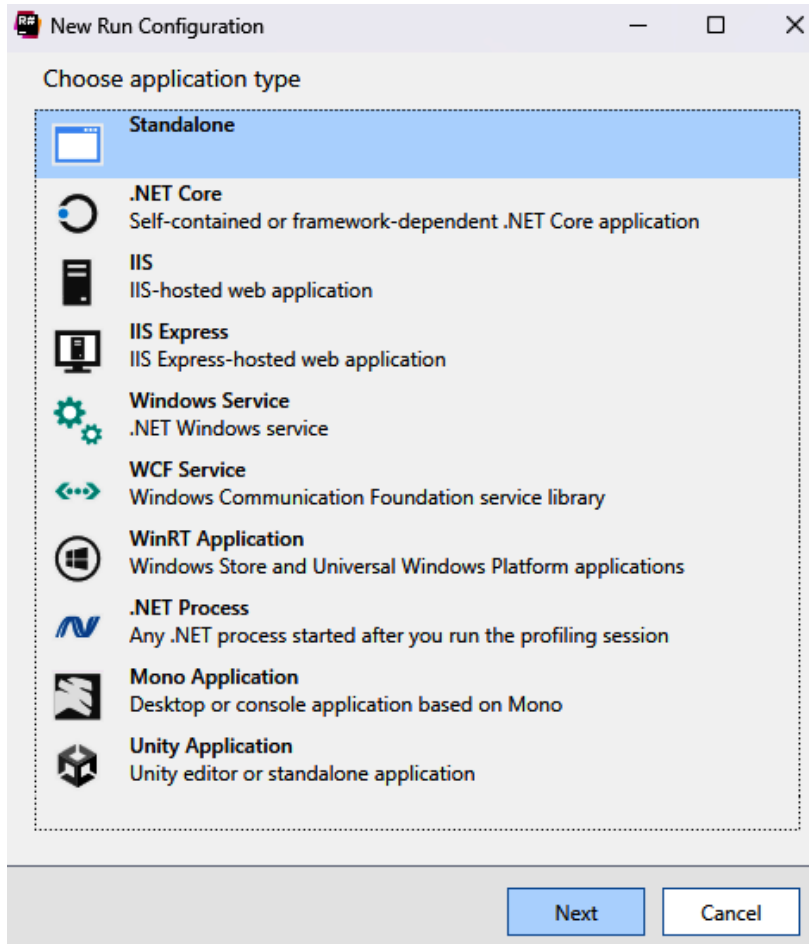 R#
New Run Configuration
Choose application type
Standalone
.NET Core
Self-contained or framework-dependent .NET Core application
IIS
IIS-hosted web application
IIS Express
IIS Express-hosted web application
Windows Service
.NET Windows service
WCF Service
Windows Communication Foundation service library
WinRT Application
Windows Store and Universal Windows Platform applications
.NET Process
Any .NET process started after you run the profiling session
Mono Application
Desktop or console application based on Mono
Unity Application
Unity editor or standalone application
Next
Cancel